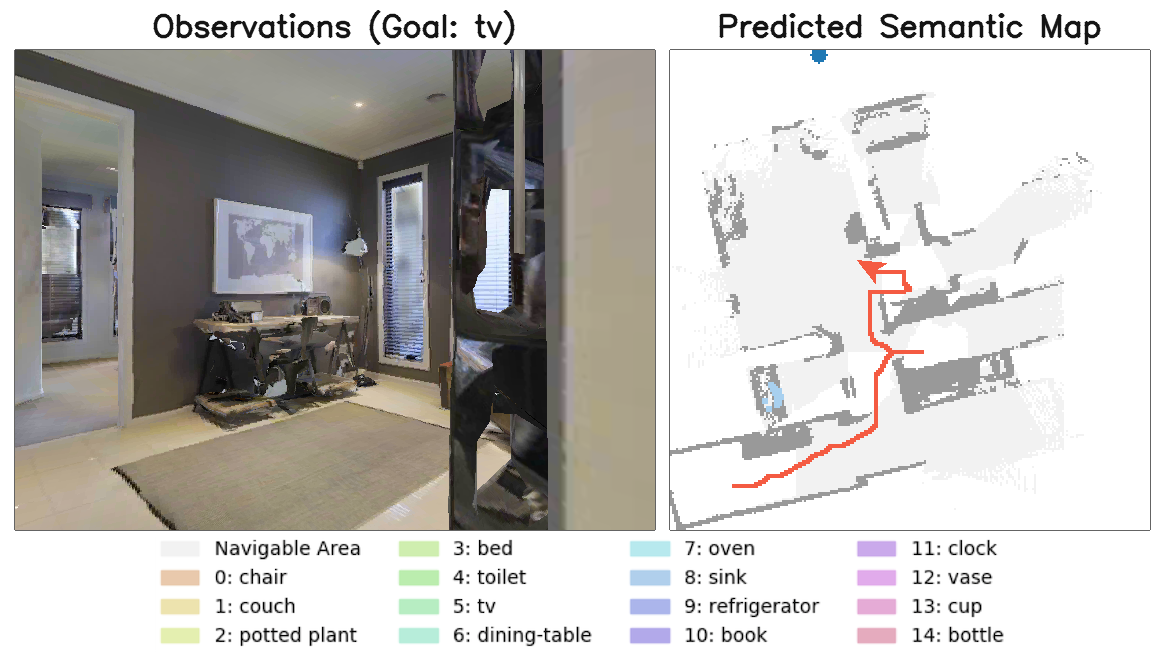 Observations (Goal: tv)
Predicted Semantic Map
Navigable Area
0: chair
1: couch
2: potted plant
3: bed
4: toilet
5: tv
6: dining-table
7: oven
8: sink
9: refrigerator
10: book
11: clock
12: vase
13: cup
14: bottle